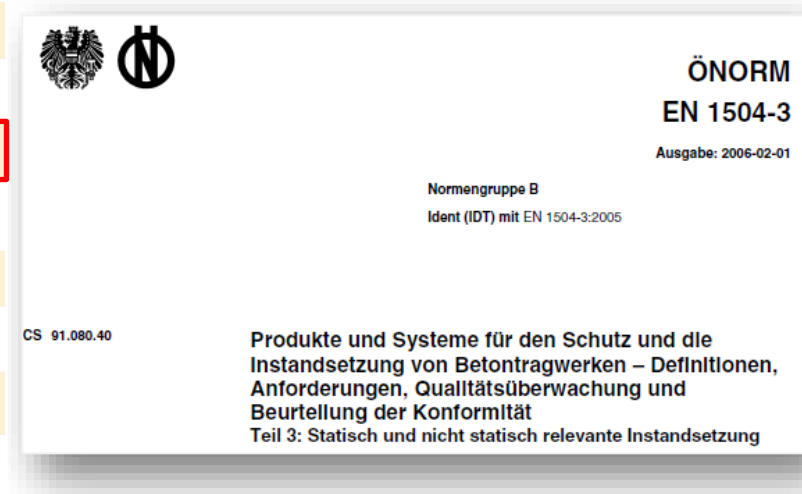 ÖNORM
EN 1504-3
Ausgabe: 2006-02-01
Normengruppe B
Ident (IDT) mit EN 1504-3:2005
CS 91.080.40
Produkte und Systeme für den Schutz und die
Instandsetzung von Betontragwerken – Definitionen,
Anforderungen, Qualitätsüberwachung und
Beurteilung der Konformität
Teil 3: Statisch und nicht statisch relevante Instandsetzung